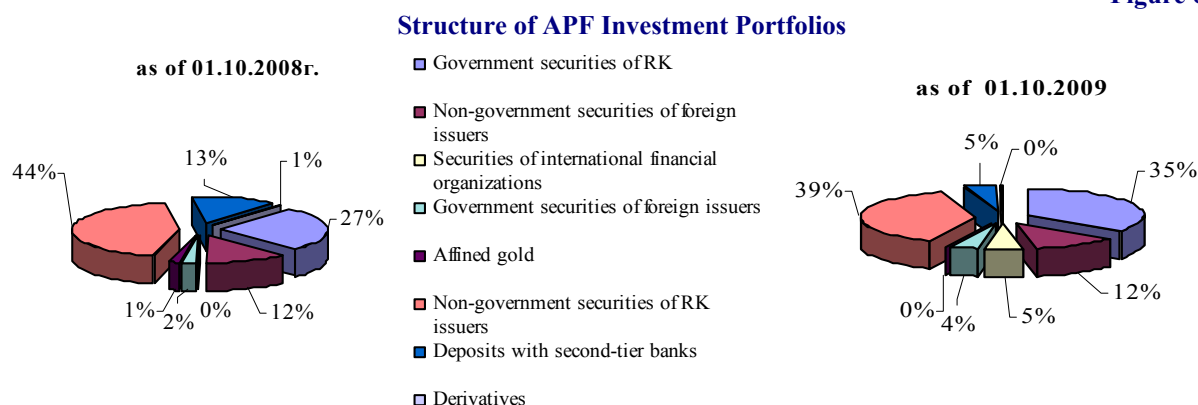 Structure of APF Investment Portfolios
as of 01.10.2008г.
44%
13%
1%
27%
1%
2%
0%
12%
Government securities of RK
Non-government securities of foreign
issuers
Securities of international financial
organizations
Government securities of foreign issuers
Affined gold
Non-government securities of RK
issuers
Deposits with second-tier banks
Derivatives
as of 01.10.2009
39%
5%
0%
35%
0%
4%
5%
12%